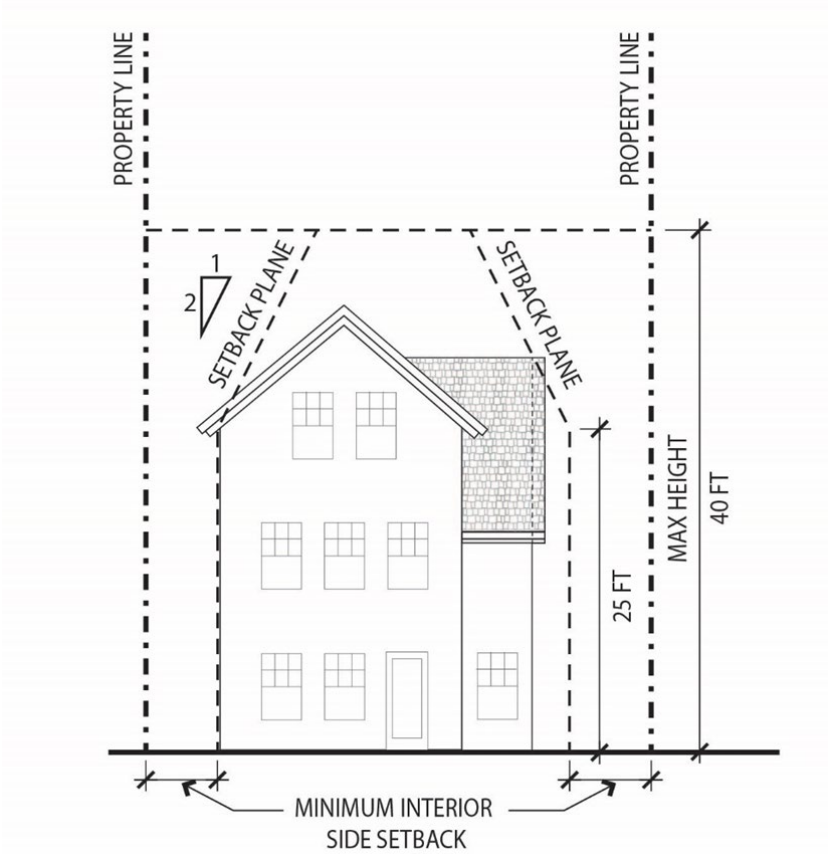 PROPERTY LINE
PROPERTY LINE
1
2
SETBACK PLANE
SETBACK PLANE
MAX HEIGHT
40 FT
25 FT
MINIMUM INTERIOR
SIDE SETBACK